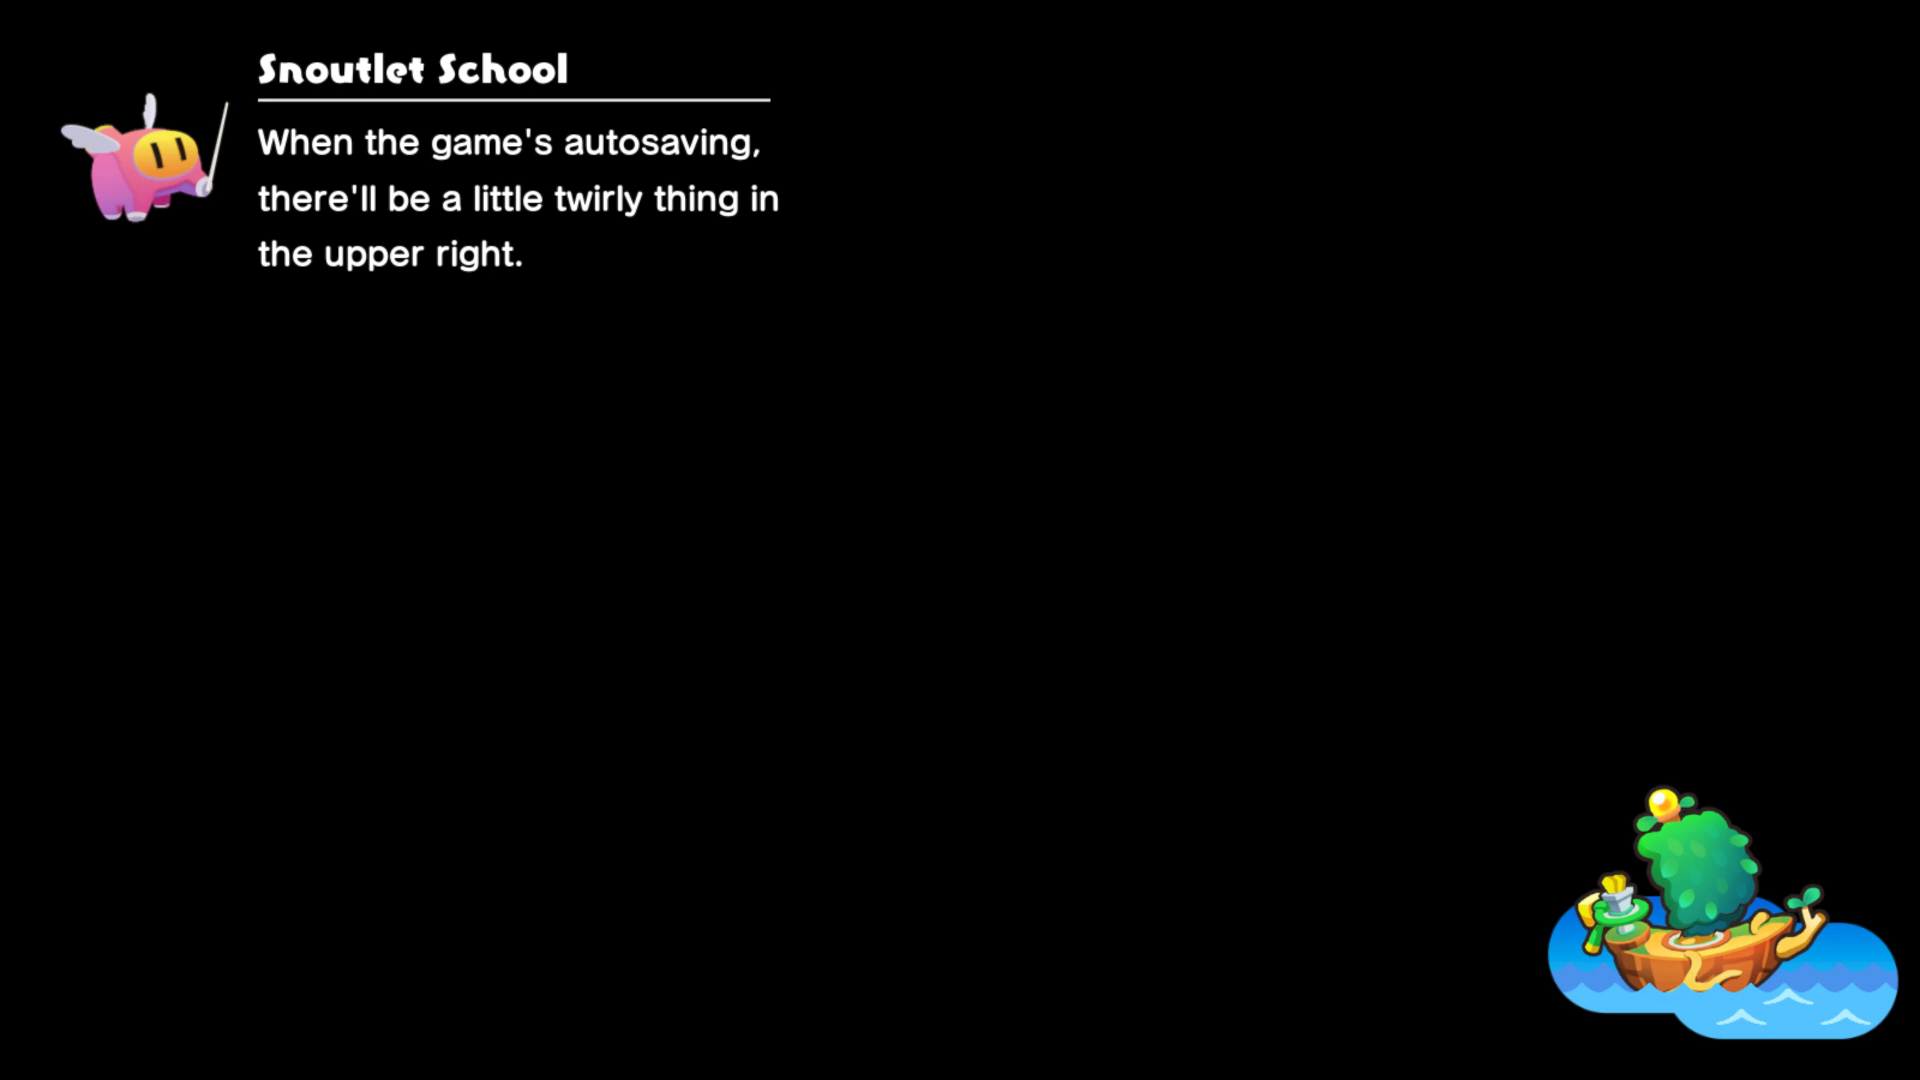 Snoutlet School
When the game's autosaving,
there'll be a little twirly thing in
the upper right.